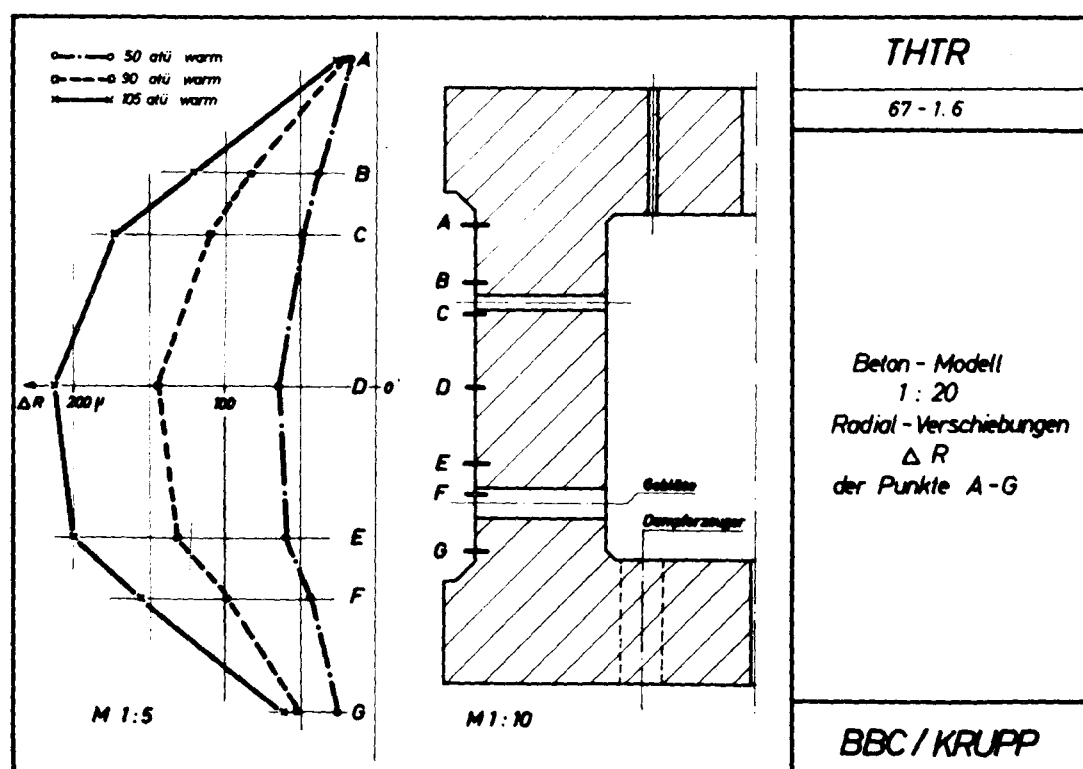 50 atü warm
90 atü warm
105 atü warm
A
B
C
D
0
Δ R 200 μ 100
E
F
G
M 1:5
A
B
C
D
E
F
G
Gebläse
Dampferzeuger
M 1:10
THTR
67-1.6
Beton-Modell
1:20
Radial-Verschiebungen
Δ R
der Punkte A-G
BBC/KRUPP